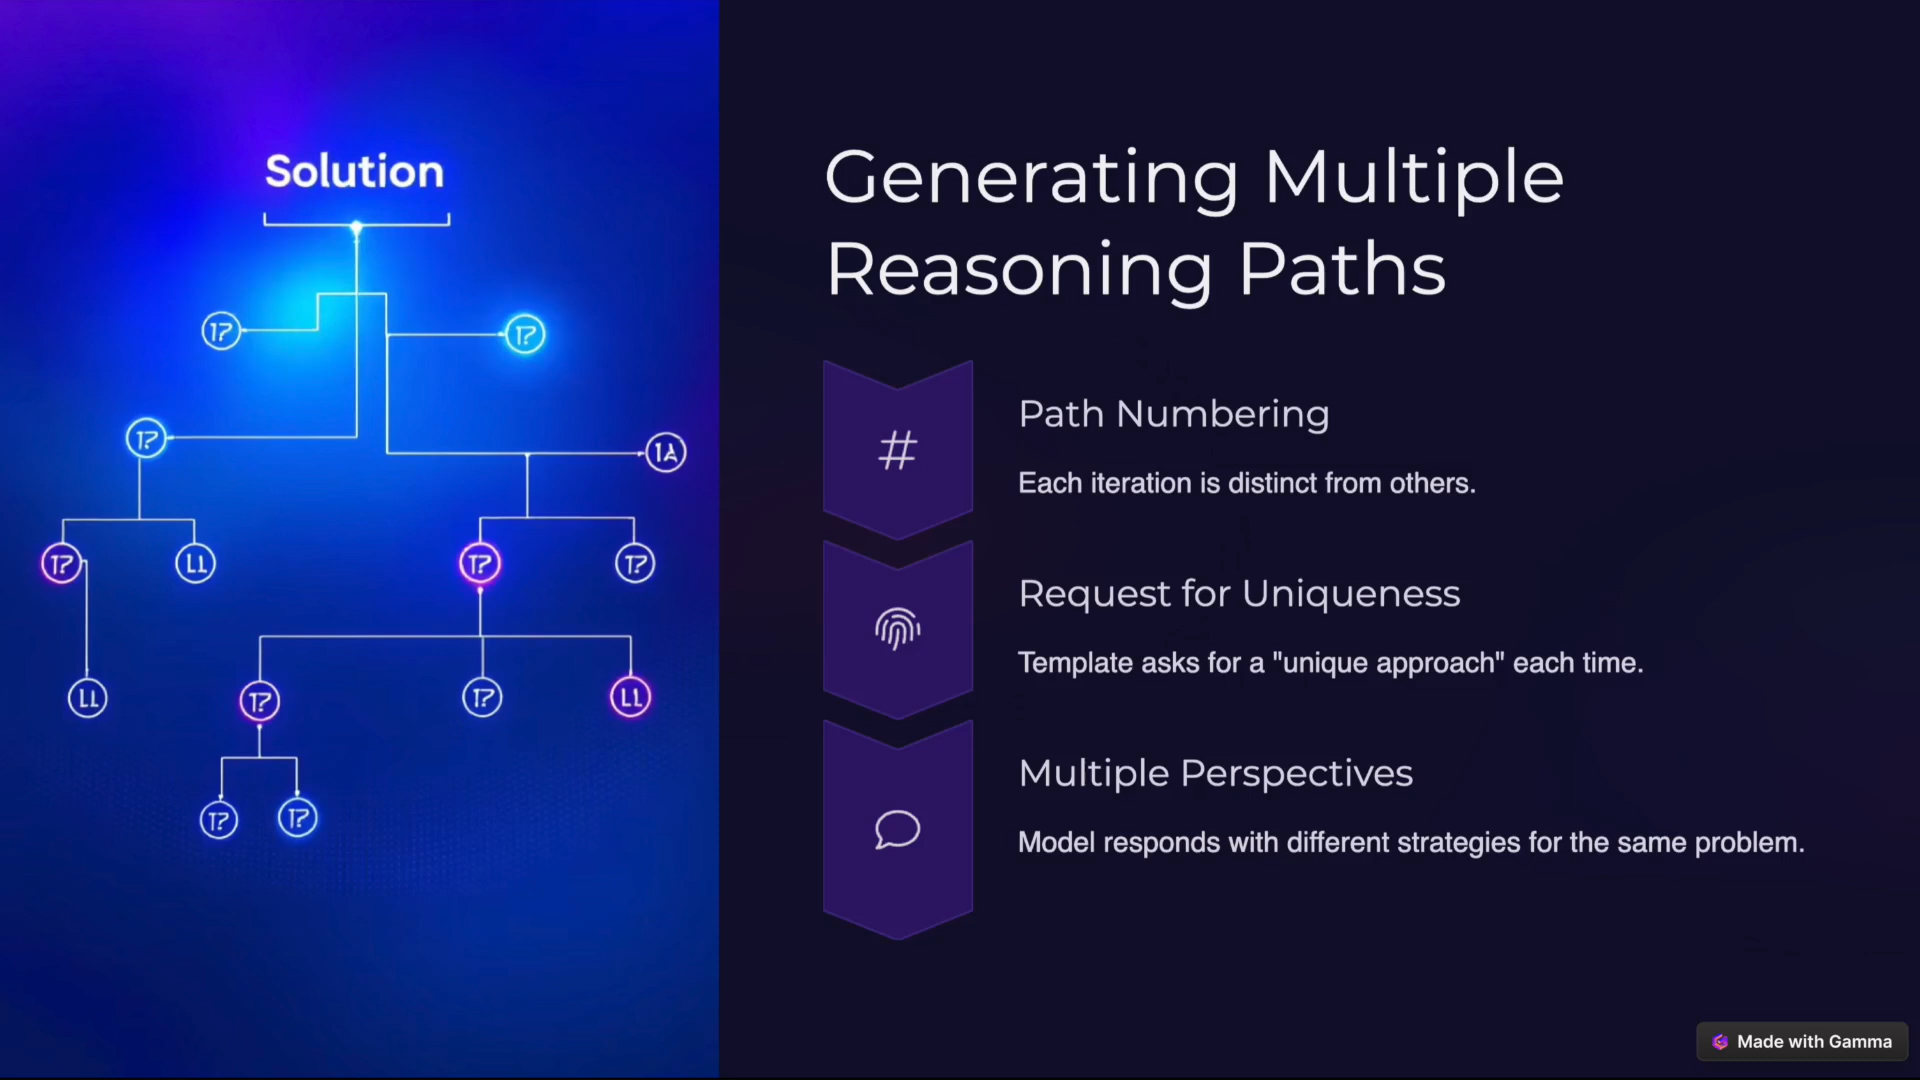 Solution
Generating Multiple
Reasoning Paths
#
Path Numbering
Each iteration is distinct from others.
Request for Uniqueness
Template asks for a "unique approach" each time.
Multiple Perspectives
Model responds with different strategies for the same problem.
Made with Gamma